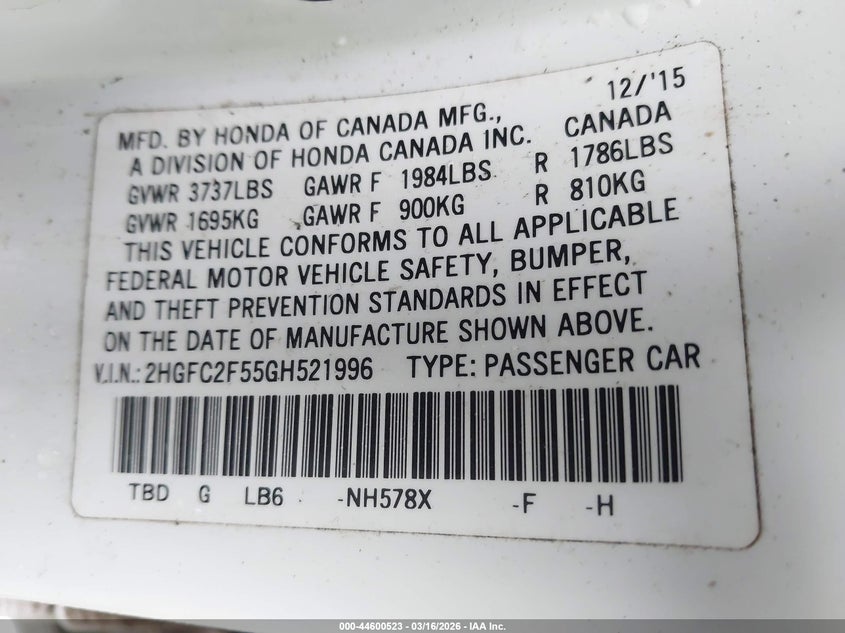 12/'15
MFD. BY HONDA OF CANADA MFG.,
A DIVISION OF HONDA CANADA INC. CANADA
GVWR 3737LBS GAWR F 1984LBS R 1786LBS
GVWR 1695KG GAWR F 900KG R 810KG
THIS VEHICLE CONFORMS TO ALL APPLICABLE
FEDERAL MOTOR VEHICLE SAFETY, BUMPER,
AND THEFT PREVENTION STANDARDS IN EFFECT
ON THE DATE OF MANUFACTURE SHOWN ABOVE.
V.I.N.: 2HGFC2F55GH521996 TYPE: PASSENGER CAR
TBD G LB6 -NH578X -F -H
000-44600523 | 03/16/2026 - IAA Inc.